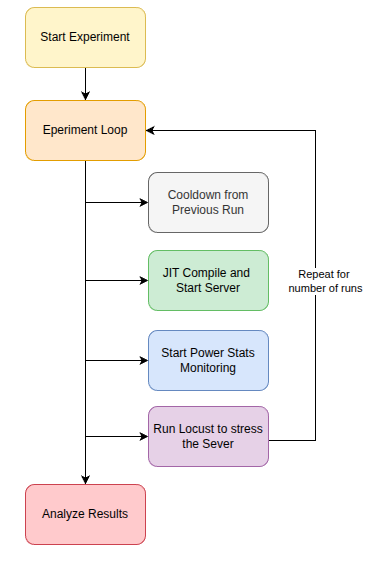 Start Experiment
Eperiment Loop
Cooldown from
Previous Run
JIT Compile and
Start Server
Repeat for
number of runs
Start Power Stats
Monitoring
Run Locust to stress
the Sever
Analyze Results